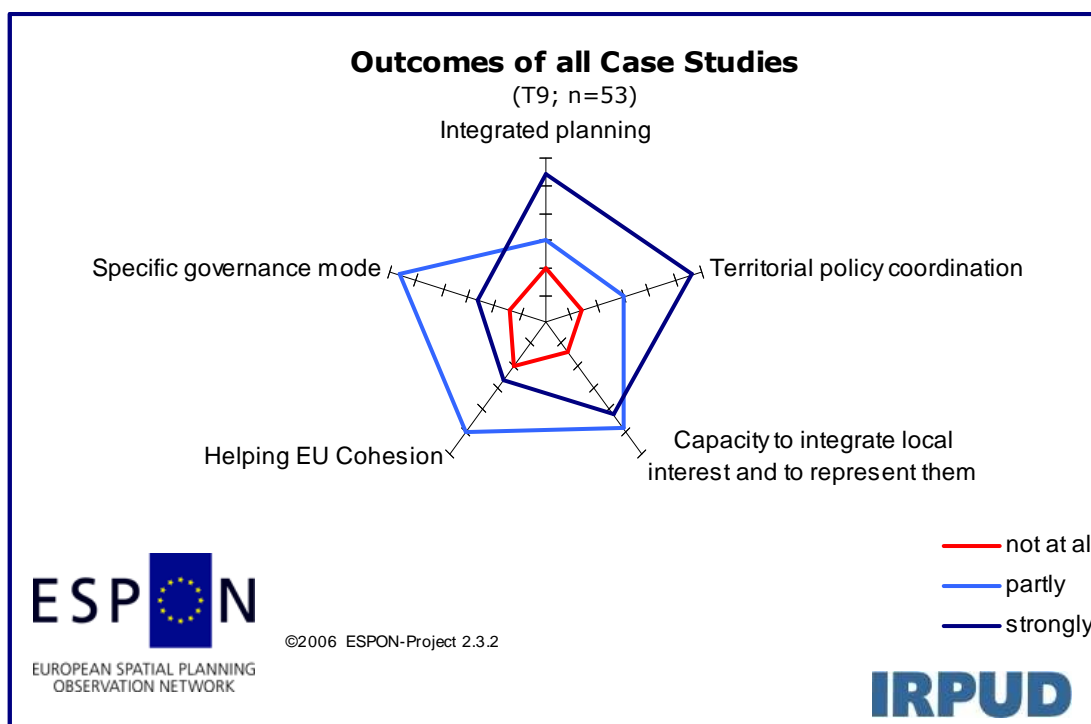 Outcomes of all Case Studies
(T9; n=53)
Integrated planning
Specific governance mode
Territorial policy coordination
Helping EU Cohesion
Capacity to integrate local
interest and to represent them
not at al
partly
strongly
ESPON
EUROPEAN SPATIAL PLANNING
OBSERVATION NETWORK
©2006 ESPON-Project 2.3.2
IRPUD